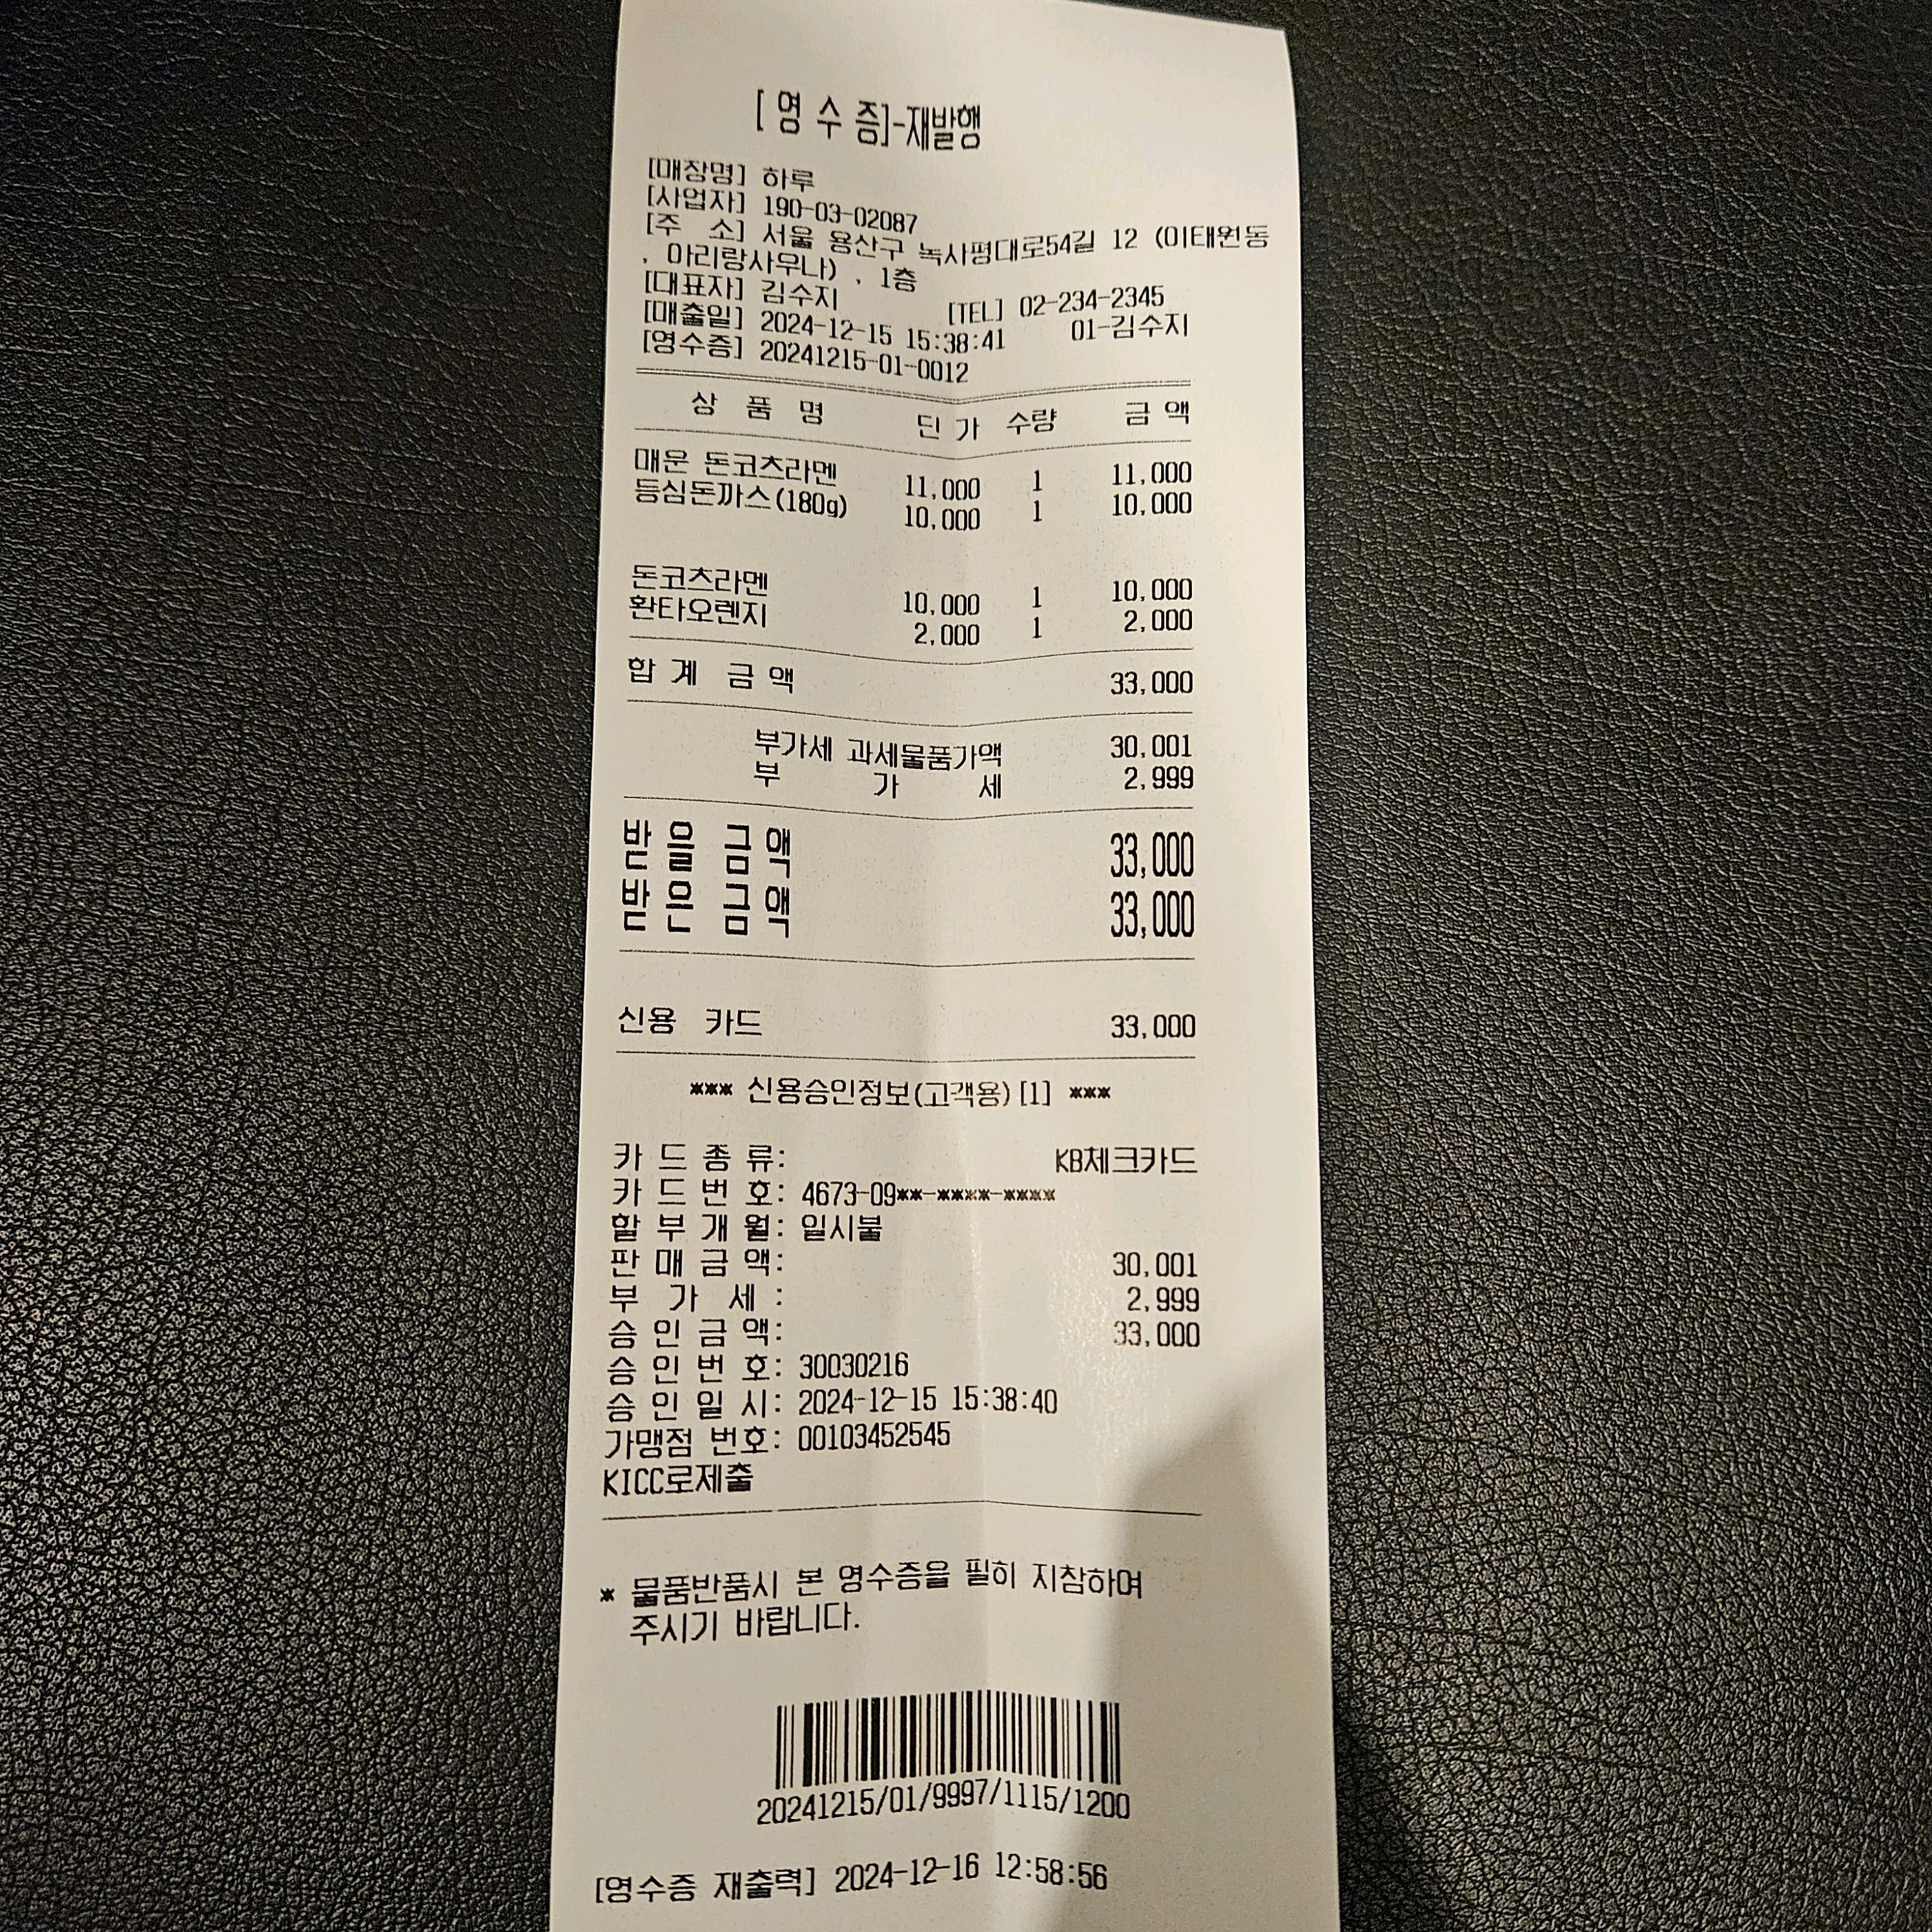 [ 영 수 증]-재발행
[매장명] 하루
[사업자] 190-03-02087
[주 소] 서울 용산구 녹사평대로54길 12 (이태원동
, 아리랑사우나) , 1층
[대표자] 김수지 [TEL] 02-234-2345
[매출일] 2024-12-15 15:38:41 01-김수지
[영수증] 20241215-01-0012
상 품 명 단 가 수량 금 액
매운 돈코츠라멘 11,000 1 11,000
등심돈까스(180g) 10,000 1 10,000
돈코츠라멘 10,000 1 10,000
환타오렌지 2,000 1 2,000
합 계 금 액 33,000
부가세 과세물품가액 30,001
부 가 세 2,999
받 을 금 액 33,000
받 은 금 액 33,000
신용 카드 33,000
*** 신용승인정보(고객용) [1] ***
카 드 종 류: KB체크카드
카 드 번 호: 4673-09**-****-****
할 부 개 월: 일시불
판 매 금 액: 30,001
부 가 세 : 2,999
승 인 금 액: 33,000
승 인 번 호: 30030216
승 인 일 시: 2024-12-15 15:38:40
가맹점 번호: 00103452545
KICC로제출
* 물품반품시 본 영수증을 필히 지참하여
주시기 바랍니다.
20241215/01/9997/1115/1200
[영수증 재출력] 2024-12-16 12:58:56